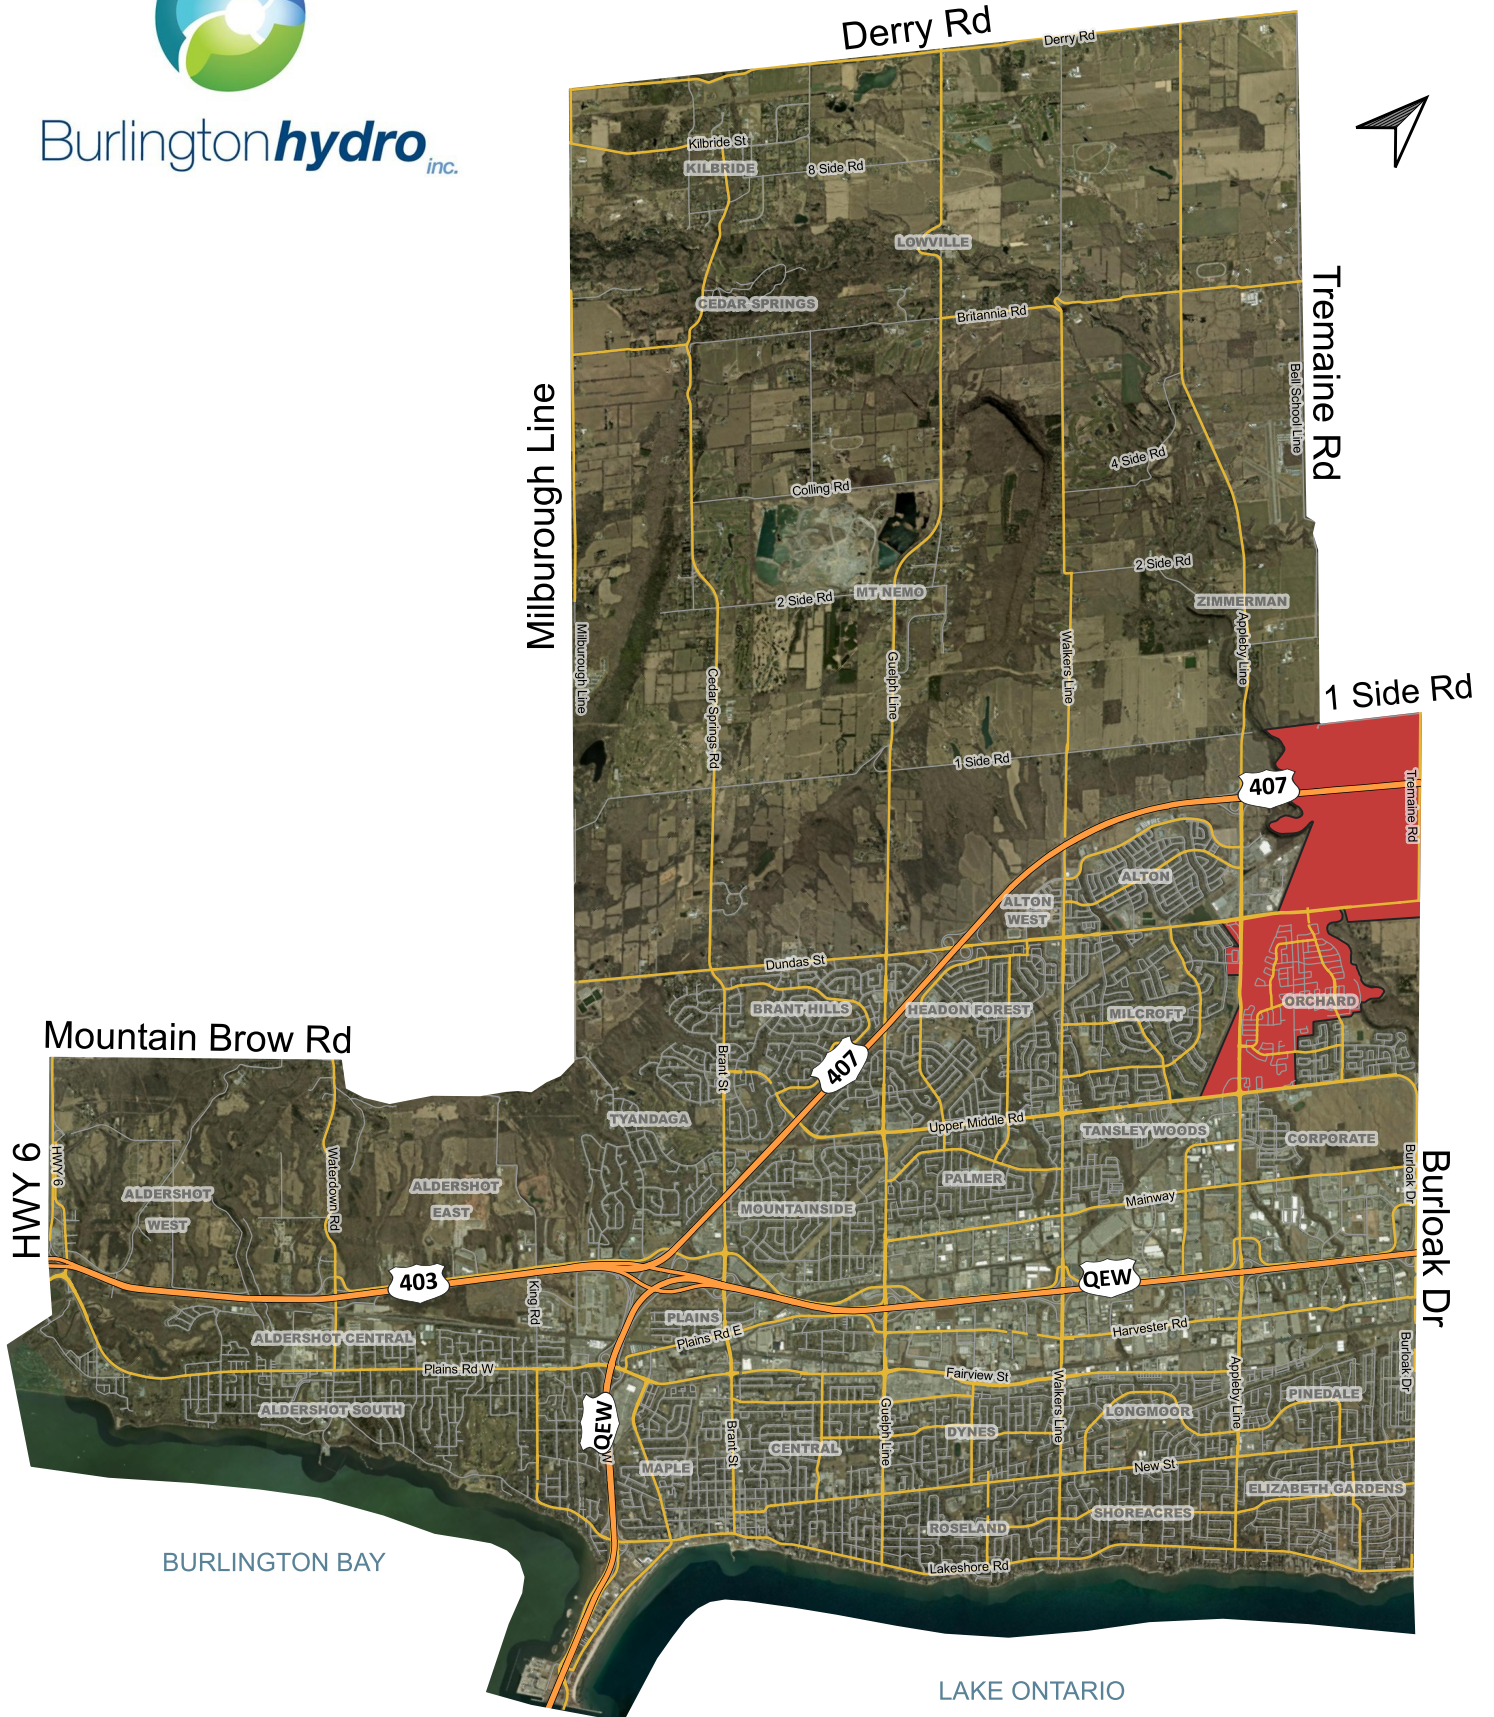 Burlingtonhydro inc.
Derry Rd
Derry Rd
Kilbride St
KILBRIDE
8 Side Rd
LOWVILLE
CEDAR SPRINGS
Britannia Rd
Tremaine Rd
Bell School Line
Milburough Line
4 Side Rd
Colling Rd
2 Side Rd
2 Side Rd
MT NEMO
ZIMMERMAN
Milburough Line
Cedar Springs Rd
Guelph Line
Walkers Line
Appleby Line
1 Side Rd
1 Side Rd
407
Tremaine Rd
ALTON
ALTON
WEST
Dundas St
BRANT HILLS
HEADON FOREST
MILCROFT
ORCHARD
Mountain Brow Rd
Brant St
407
TYANDAGA
Upper Middle Rd
TANSLEY WOODS
CORPORATE
HWY 6
HWY 6
Waterdown Rd
ALDERSHOT
WEST
ALDERSHOT
EAST
PALMER
MOUNTAINSIDE
Mainway
Burloak Dr
Burloak Dr
403
QEW
King Rd
PLAINS
Plains Rd E
Harvester Rd
ALDERSHOT CENTRAL
Plains Rd W
Fairview St
Burloak Dr
ALDERSHOT SOUTH
QEW
W
Brant St
Guelph Line
Walkers Line
Appleby Line
PINEDALE
LONGMOOR
DYNES
CENTRAL
MAPLE
New St
ELIZABETH GARDENS
SHOREACRES
ROSELAND
Lakeshore Rd
BURLINGTON BAY
LAKE ONTARIO